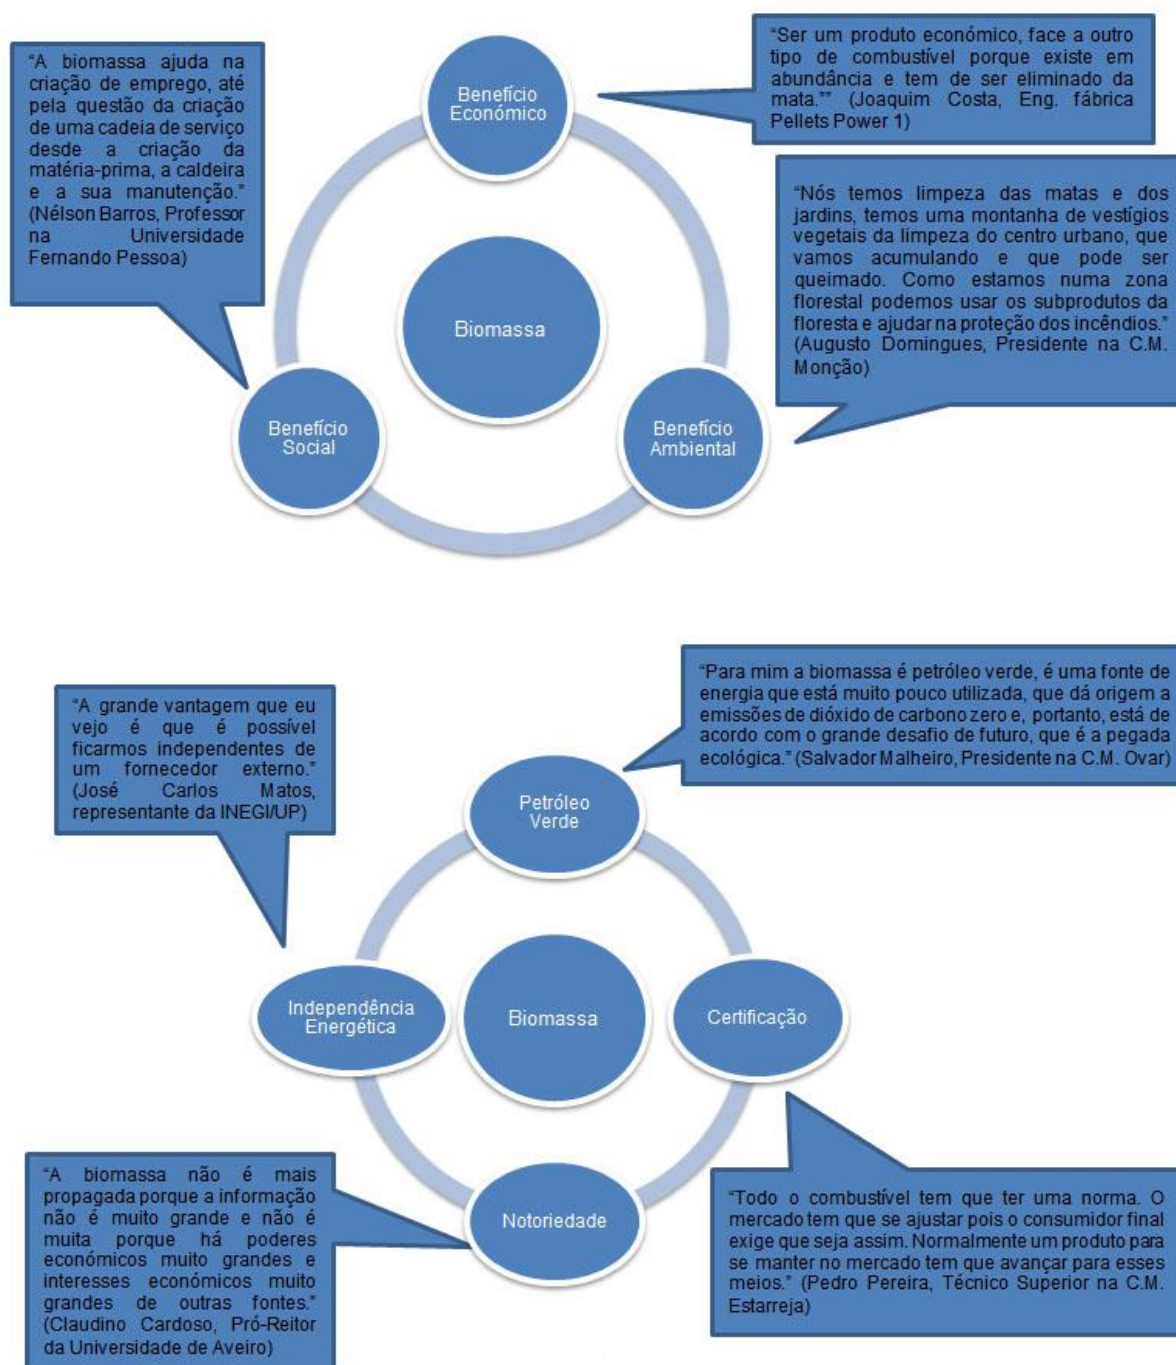 “A biomassa ajuda na
criação de emprego, até
pela questão da criação
de uma cadeia de serviço
desde a criação da
matéria-prima, a caldeira
e a sua manutenção.”
(Nélson Barros, Professor
na Universidade
Fernando Pessoa)
Benefício
Económico
“Ser um produto económico, face a outro
tipo de combustível porque existe em
abundância e tem de ser eliminado da
mata.”” (Joaquim Costa, Eng. fábrica
Pellets Power 1)
“Nós temos limpeza das matas e dos
jardins, temos uma montanha de vestígios
vegetais da limpeza do centro urbano, que
vamos acumulando e que pode ser
queimado. Como estamos numa zona
florestal podemos usar os subprodutos da
floresta e ajudar na proteção dos incêndios.”
(Augusto Domingues, Presidente na C.M.
Monção)
Biomassa
Benefício
Social
Benefício
Ambiental
“Para mim a biomassa é petróleo verde, é uma fonte de
energia que está muito pouco utilizada, que dá origem a
emissões de dióxido de carbono zero e, portanto, está de
acordo com o grande desafio de futuro, que é a pegada
ecológica.” (Salvador Malheiro, Presidente na C.M. Ovar)
“A grande vantagem que eu
vejo é que é possível
ficarmos independentes de
um fornecedor externo.”
(José Carlos Matos,
representante da INEGI/UP)
Petróleo
Verde
Independência
Energética
Biomassa
Certificação
“A biomassa não é mais
propagada porque a informação
não é muito grande e não é
muita porque há poderes
económicos muito grandes e
interesses económicos muito
grandes de outras fontes.”
(Claudino Cardoso, Pró-Reitor
da Universidade de Aveiro)
Notoriedade
“Todo o combustível tem que ter uma norma. O
mercado tem que se ajustar pois o consumidor final
exige que seja assim. Normalmente um produto para
se manter no mercado tem que avançar para esses
meios.” (Pedro Pereira, Técnico Superior na C.M.
Estarreja)